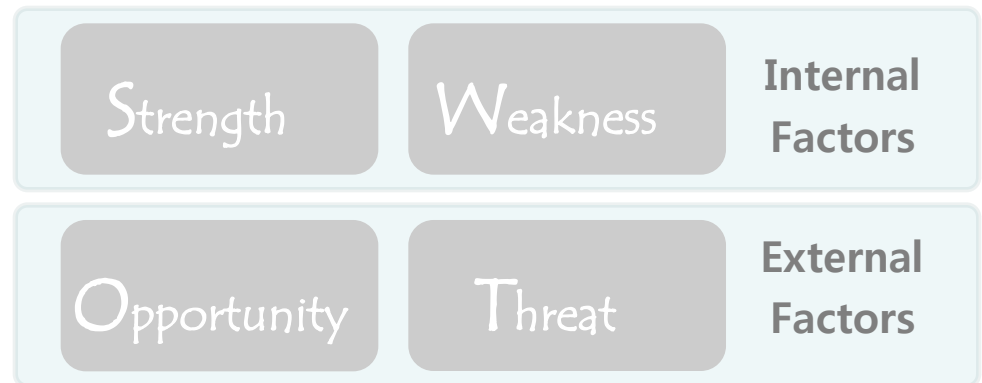 Strength
Weakness
Internal
Factors
Opportunity
Threat
External
Factors